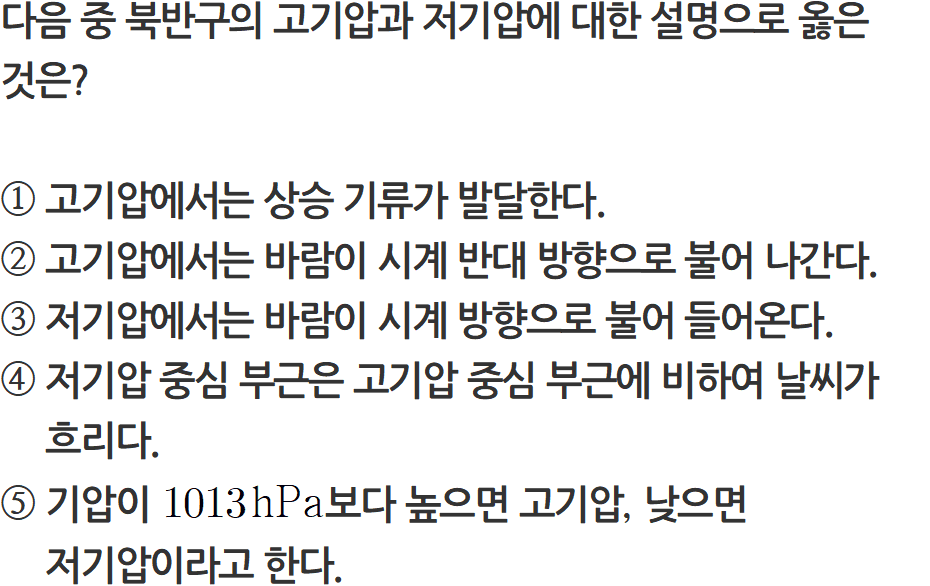 다음 중 북반구의 고기압과 저기압에 대한 설명으로 옳은
것은?
① 고기압에서는 상승 기류가 발달한다.
② 고기압에서는 바람이 시계 반대 방향으로 불어 나간다.
③ 저기압에서는 바람이 시계 방향으로 불어 들어온다.
④ 저기압 중심 부근은 고기압 중심 부근에 비하여 날씨가
흐리다.
⑤ 기압이 1013hPa보다 높으면 고기압, 낮으면
저기압이라고 한다.